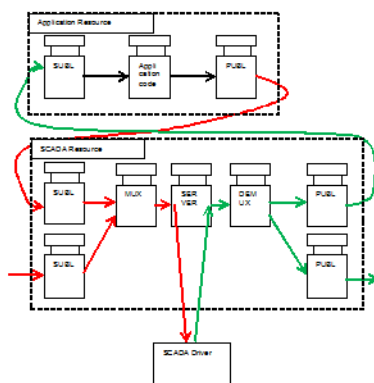 Application Resource
SUBL
Appli
cation
code
PUBL
SCADA Resource
SUBL
MUX
SER
VER
DEM
UX
PUBL
SUBL
PUBL
SCADA Driver